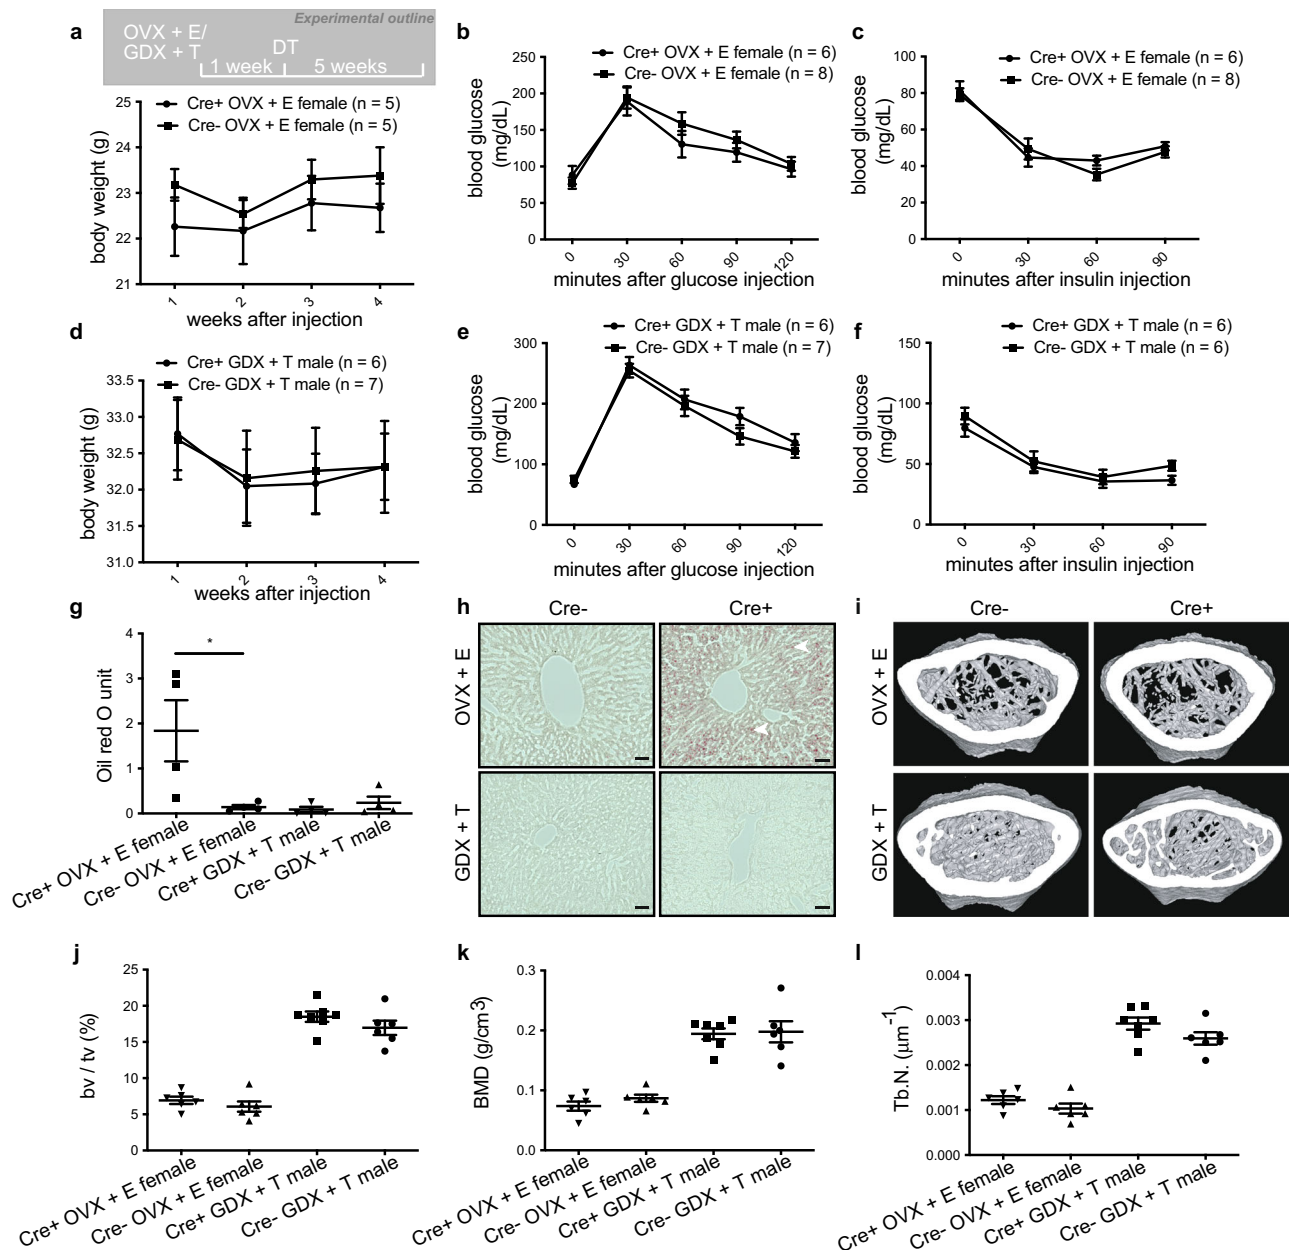 a
Experimental outline
OVX + E/
GDX + T
DT
1 week
5 weeks
Cre+ OVX + E female (n = 5)
Cre- OVX + E female (n = 5)
body weight (g)
25
24
23
22
21
1
2
3
4
weeks after injection
b
Cre+ OVX + E female (n = 6)
Cre- OVX + E female (n = 8)
blood glucose
(mg/dL)
250
200
150
100
50
0
0
30
60
90
120
minutes after glucose injection
c
Cre+ OVX + E female (n = 6)
Cre- OVX + E female (n = 8)
blood glucose
(mg/dL)
100
80
60
40
20
0
0
30
60
90
minutes after insulin injection
d
Cre+ GDX + T male (n = 6)
Cre- GDX + T male (n = 7)
body weight (g)
33.5
33.0
32.5
32.0
31.5
31.0
1
2
3
4
weeks after injection
e
Cre+ GDX + T male (n = 6)
Cre- GDX + T male (n = 7)
blood glucose
(mg/dL)
300
200
100
0
0
30
60
90
120
minutes after glucose injection
f
Cre+ GDX + T male (n = 6)
Cre- GDX + T male (n = 6)
blood glucose
(mg/dL)
150
100
50
0
0
30
60
90
minutes after insulin injection
g
Oil red O unit
4
3
2
1
0
*
Cre+ OVX + E female
Cre- OVX + E female
Cre+ GDX + T male
Cre- GDX + T male
h
Cre-
Cre+
OVX + E
GDX + T
i
Cre-
Cre+
OVX + E
GDX + T
j
bv / tv (%)
25
20
15
10
5
0
Cre+ OVX + E female
Cre- OVX + E female
Cre+ GDX + T male
Cre- GDX + T male
k
BMD (g/cm3)
0.3
0.2
0.1
0.0
Cre+ OVX + E female
Cre- OVX + E female
Cre+ GDX + T male
Cre- GDX + T male
l
Tb.N. (µm⁻¹)
0.004
0.003
0.002
0.001
0.000
Cre+ OVX + E female
Cre- OVX + E female
Cre+ GDX + T male
Cre- GDX + T male